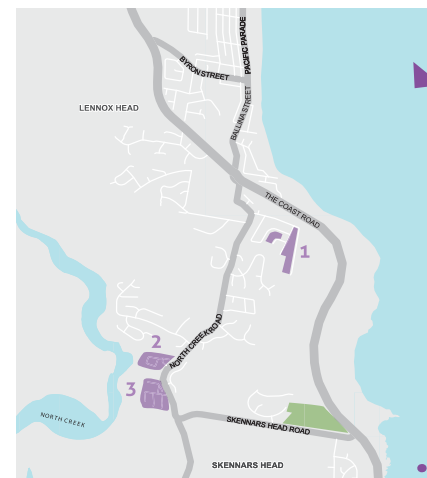 PACIFIC PARADE
BYRON STREET
LENNOX HEAD
BALLINA STREET
THE COAST ROAD
1
NORTH CREEK ROAD
2
3
NORTH CREEK
SKENNARS HEAD ROAD
SKENNARS HEAD